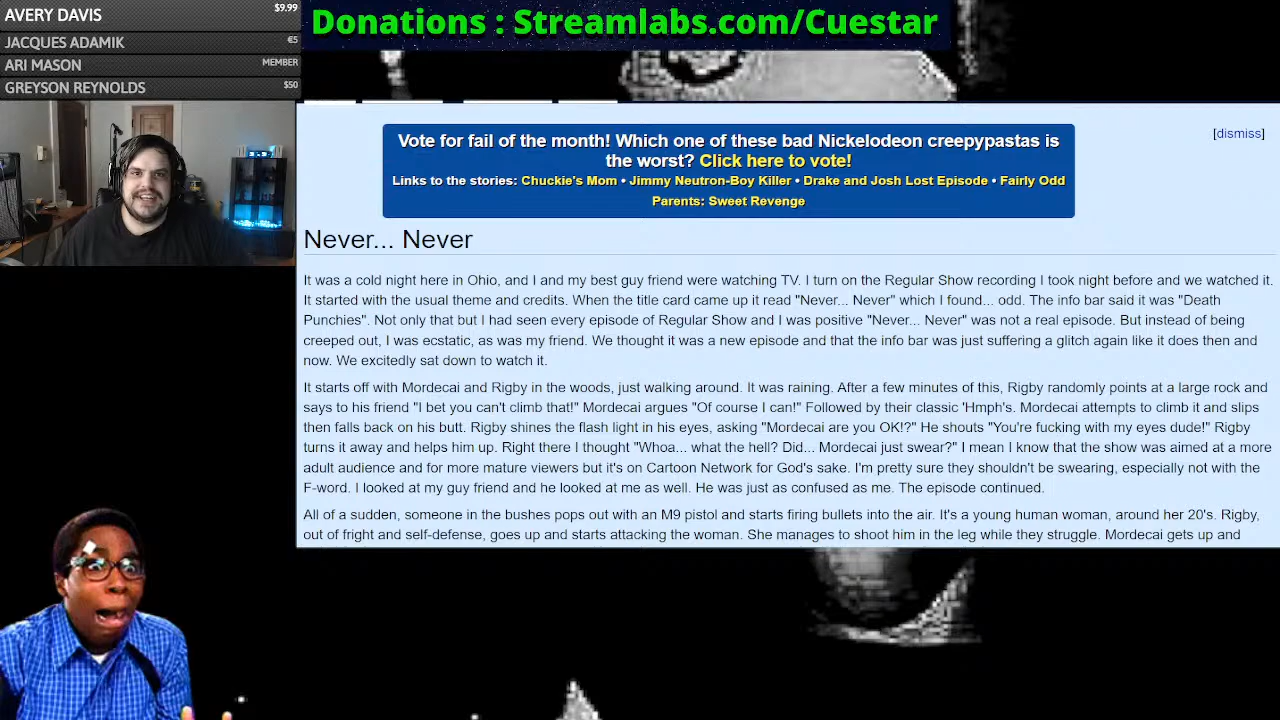 AVERY DAVIS $9.99
JACQUES ADAMIK €5
ARI MASON MEMBER
GREYSON REYNOLDS $50
Donations : Streamlabs.com/Cuestar
Vote for fail of the month! Which one of these bad Nickelodeon creepypastas is
the worst? Click here to vote!
Links to the stories: Chuckie's Mom • Jimmy Neutron-Boy Killer • Drake and Josh Lost Episode • Fairly Odd
Parents: Sweet Revenge
[dismiss]
Never... Never
It was a cold night here in Ohio, and I and my best guy friend were watching TV. I turn on the Regular Show recording I took night before and we watched it.
It started with the usual theme and credits. When the title card came up it read "Never... Never" which I found... odd. The info bar said it was "Death
Punchies". Not only that but I had seen every episode of Regular Show and I was positive "Never... Never" was not a real episode. But instead of being
creeped out, I was ecstatic, as was my friend. We thought it was a new episode and that the info bar was just suffering a glitch again like it does then and
now. We excitedly sat down to watch it.
It starts off with Mordecai and Rigby in the woods, just walking around. It was raining. After a few minutes of this, Rigby randomly points at a large rock and
says to his friend "I bet you can't climb that!" Mordecai argues "Of course I can!" Followed by their classic 'Hmph's. Mordecai attempts to climb it and slips
then falls back on his butt. Rigby shines the flash light in his eyes, asking "Mordecai are you OK!?" He shouts "You're fucking with my eyes dude!" Rigby
turns it away and helps him up. Right there I thought "Whoa... what the hell? Did... Mordecai just swear?" I mean I know that the show was aimed at a more
adult audience and for more mature viewers but it's on Cartoon Network for God's sake. I'm pretty sure they shouldn't be swearing, especially not with the
F-word. I looked at my guy friend and he looked at me as well. He was just as confused as me. The episode continued.
All of a sudden, someone in the bushes pops out with an M9 pistol and starts firing bullets into the air. It's a young human woman, around her 20's. Rigby,
out of fright and self-defense, goes up and starts attacking the woman. She manages to shoot him in the leg while they struggle. Mordecai gets up and